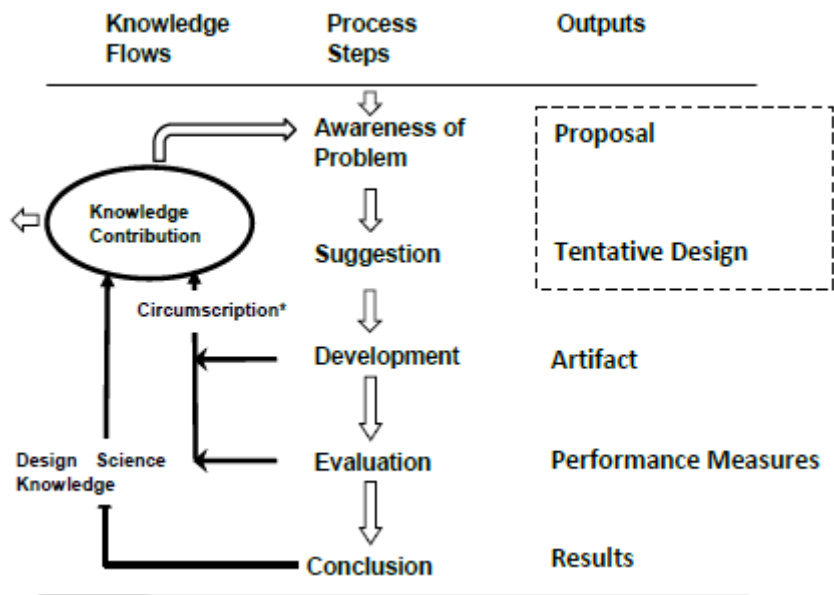 Knowledge
Flows
Process
Steps
Outputs
Awareness of
Problem
Proposal
Knowledge
Contribution
Suggestion
Tentative Design
Circumscription*
Development
Artifact
Design Science
Knowledge
Evaluation
Performance Measures
Conclusion
Results